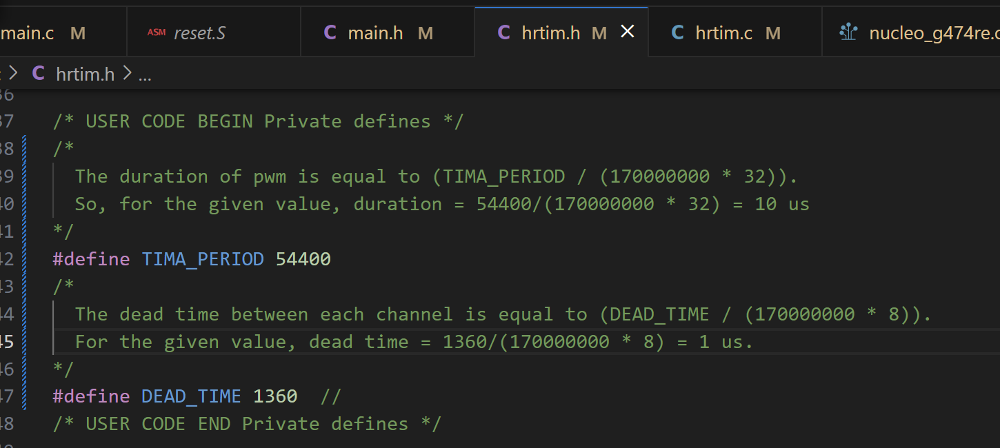 main.c M
ASM reset.S
C main.h M
C hrtim.h M ×
C hrtim.c M
nucleo_g474re.c
> C hrtim.h > ...
36
37 /* USER CODE BEGIN Private defines */
38 /*
39 The duration of pwm is equal to (TIMA_PERIOD / (170000000 * 32)).
40 So, for the given value, duration = 54400/(170000000 * 32) = 10 us
41 */
42 #define TIMA_PERIOD 54400
43 /*
44 The dead time between each channel is equal to (DEAD_TIME / (170000000 * 8)).
45 For the given value, dead time = 1360/(170000000 * 8) = 1 us.
46 */
47 #define DEAD_TIME 1360 //
48 /* USER CODE END Private defines */